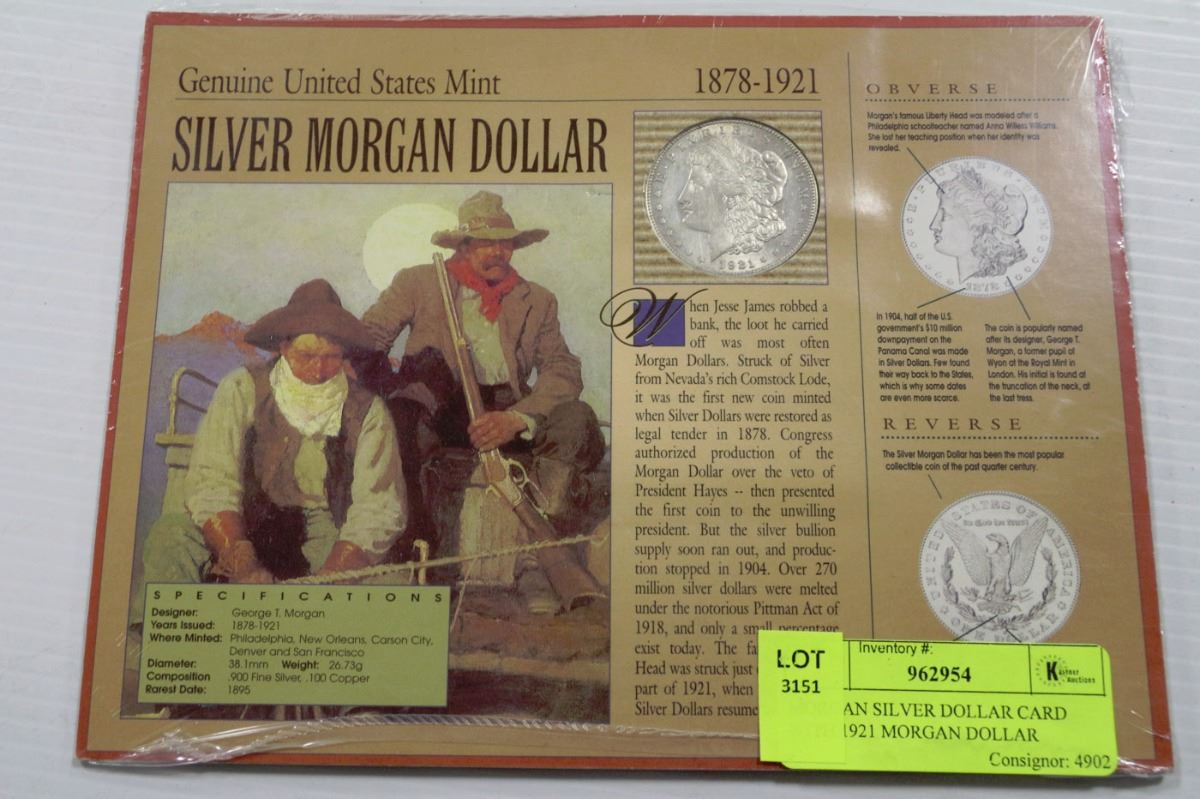 Genuine United States Mint
1878-1921
SILVER MORGAN DOLLAR
1921
When Jesse James robbed a
bank, the loot he carried
off was most often
Morgan Dollars. Struck of Silver
from Nevada's rich Comstock Lode,
it was the first new coin minted
when Silver Dollars were restored as
legal tender in 1878. Congress
authorized production of the
Morgan Dollar over the veto of
President Hayes -- then presented
the first coin to the unwilling
president. But the silver bullion
supply soon ran out, and produc-
tion stopped in 1904. Over 270
million silver dollars were melted
under the notorious Pittman Act of
1918, and only a small percentage
exist today. The
Head was struck just
part of 1921, when
Silver Dollars
SPECIFICATIONS
Designer: George T. Morgan
Years Issued: 1878-1921
Where Minted: Philadelphia, New Orleans, Carson City,
Denver and San Francisco
Diameter: 38.1mm Weight: 26.73g
Composition .900 Fine Silver, .100 Copper
Rarest Date: 1895
OBVERSE
Morgan's famous Liberty Head was modeled after a
Philadelphia schoolteacher named Anna Willess Williams.
She lost her teaching position when her identity was
revealed.
1878
In 1904, half of the U.S.
government's $10 million
downpayment on the
Panama Canal was made
in Silver Dollars. Few found
their way back to the States,
which is why some dates
are even more scarce.
The coin is popularly named
after its designer, George T.
Morgan, a former pupil of
Wyon at the Royal Mint in
London. His initial is found at
the truncation of the neck, at
the last tress.
REVERSE
The Silver Morgan Dollar has been the most popular
collectible coin of the past quarter century.
UNITED STATES OF AMERICA
In God we trust
ONE DOLLAR
LOT
3151
Inventory #:
962954
Kastner
Auctions
SILVER DOLLAR CARD
1921 MORGAN DOLLAR
Consignor: 4902